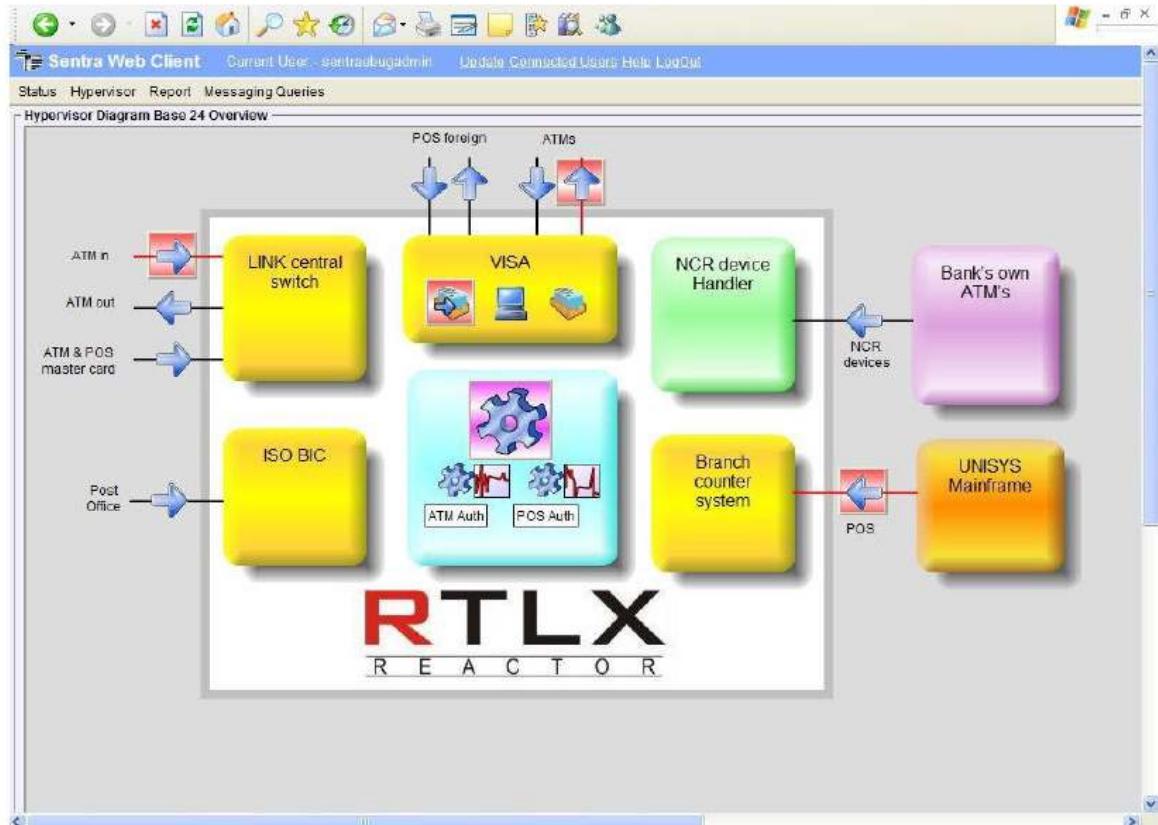 Sentra Web Client Current User - sentraobugadmin Update Connected Users Help LogOut
Status Hypervisor Report Messaging Queries
Hypervisor Diagram Base 24 Overview
POS foreign
ATMs
ATM in
ATM out
ATM & POS
master card
Post
Office
LINK central
switch
VISA
NCR device
Handler
Bank's own
ATM's
NCR
devices
ISO BIC
ATM Auth
POS Auth
Branch
counter
system
POS
UNISYS
Mainframe
RTLX
REACTOR